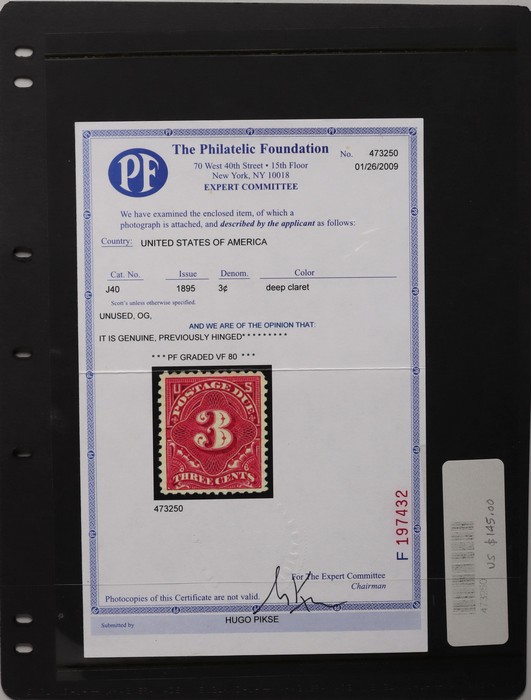 The Philatelic Foundation
70 West 40th Street • 15th Floor
New York, NY 10018
EXPERT COMMITTEE
PF
No. 473250
01/26/2009
We have examined the enclosed item, of which a
photograph is attached, and described by the applicant as follows:
Country: UNITED STATES OF AMERICA
Cat. No. Issue Denom. Color
J40 1895 3¢ deep claret
Scott's unless otherwise specified.
UNUSED, OG,
AND WE ARE OF THE OPINION THAT:
IT IS GENUINE, PREVIOUSLY HINGED*********
***PF GRADED VF 80 ***
U S
POSTAGE DUE
3
THREE CENTS
473250
F 197432
For The Expert Committee
Chairman
Photocopies of this Certificate are not valid.
Submitted by HUGO PIKSE
US $145.00
473250